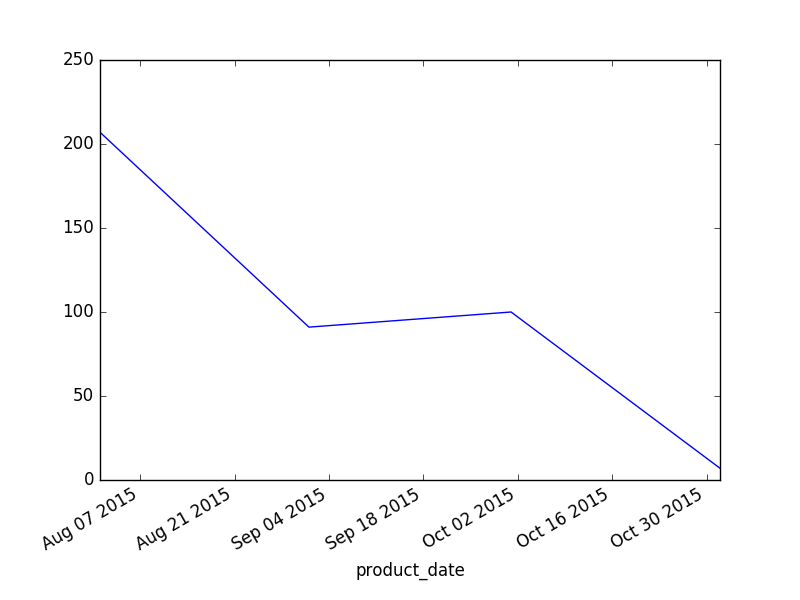 250
200
150
100
50
0
Aug 07 2015
Aug 21 2015
Sep 04 2015
Sep 18 2015
Oct 02 2015
Oct 16 2015
Oct 30 2015
product_date